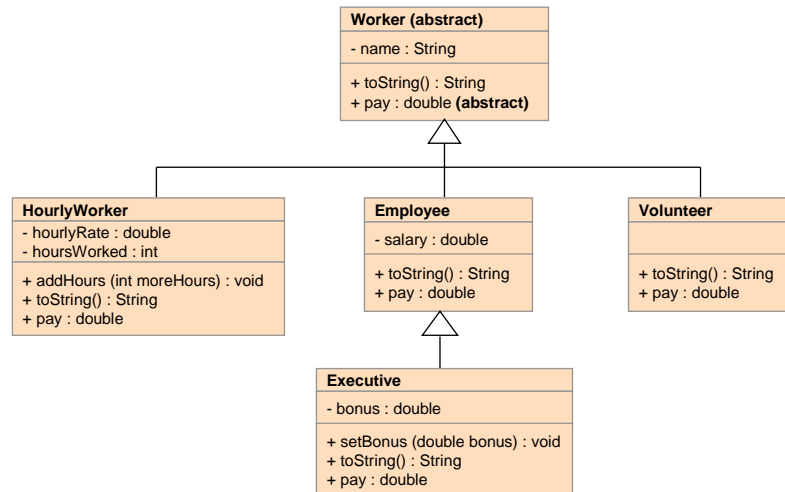 Worker (abstract)
- name : String
+ toString() : String
+ pay : double (abstract)
HourlyWorker
- hourlyRate : double
- hoursWorked : int
+ addHours (int moreHours) : void
+ toString() : String
+ pay : double
Employee
- salary : double
+ toString() : String
+ pay : double
Volunteer
+ toString() : String
+ pay : double
Executive
- bonus : double
+ setBonus (double bonus) : void
+ toString() : String
+ pay : double